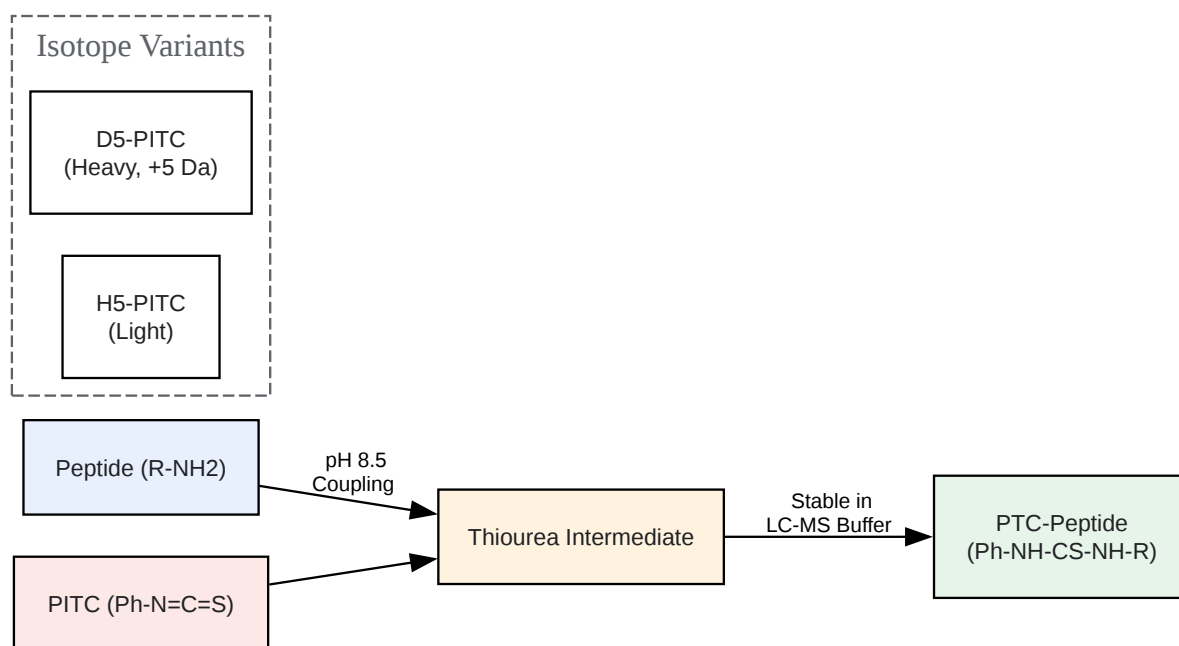 Isotope Variants
D5-PITC
(Heavy, +5 Da)
H5-PITC
(Light)
Peptide (R-NH2)
pH 8.5
Coupling
PITC (Ph-N=C=S)
Thiourea Intermediate
Stable in
LC-MS Buffer
PTC-Peptide
(Ph-NH-CS-NH-R)